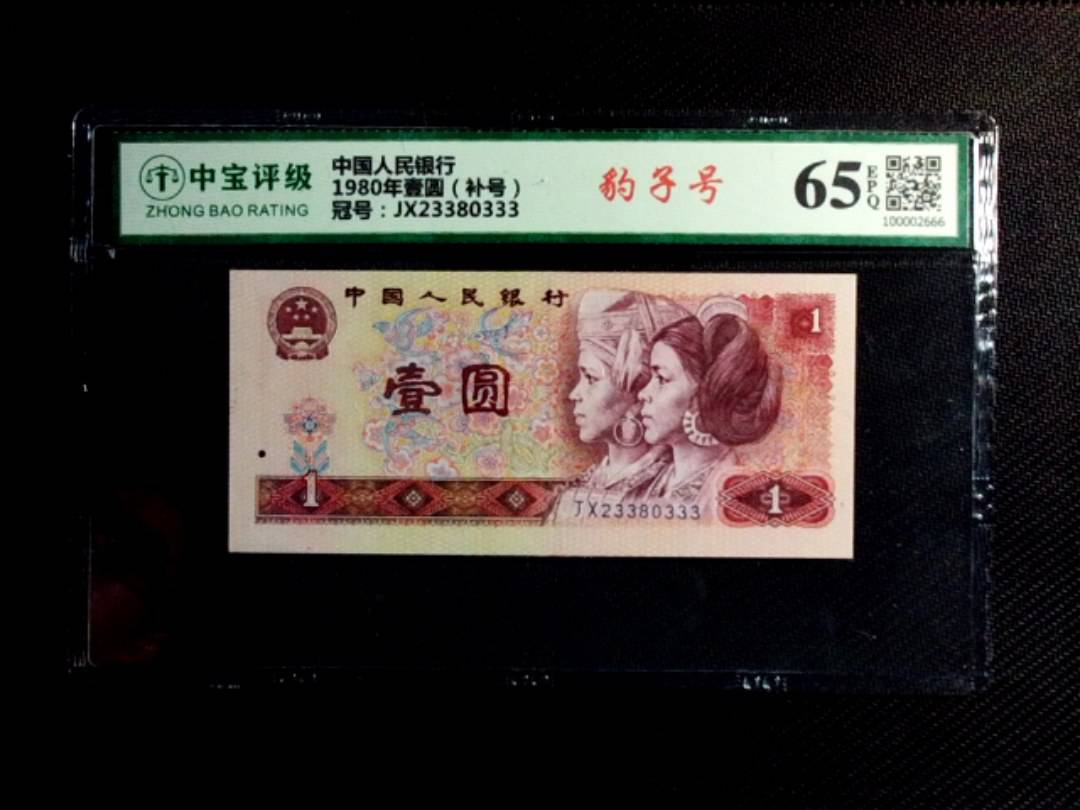 中宝评级
ZHONG BAO RATING
中国人民银行
1980年壹圆（补号）
冠号：JX23380333
豹子号
65
EPQ
100002666
中国人民银行
壹圆
1
1
1
JX23380333